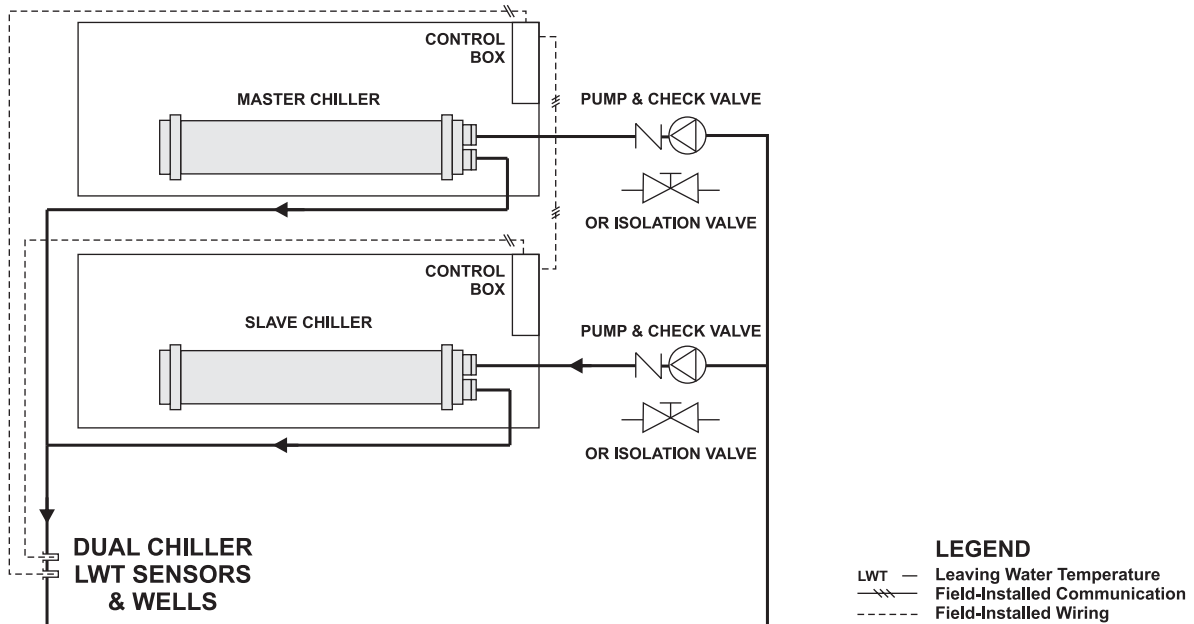 CONTROL
BOX
MASTER CHILLER
PUMP & CHECK VALVE
OR ISOLATION VALVE
CONTROL
BOX
SLAVE CHILLER
PUMP & CHECK VALVE
OR ISOLATION VALVE
DUAL CHILLER
LWT SENSORS
& WELLS
LEGEND
LWT — Leaving Water Temperature
Field-Installed Communication
Field-Installed Wiring